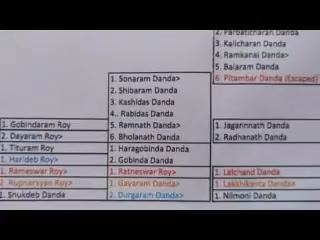 2. Parbaticharan Danda
3. Kalicharan Danda
4. Ramkanai Danda>
5. Balaram Danda
6. Pitambar Danda (Escaped)
1. Sonaram Danda>
2. Shibaram Danda
3. Kashidas Danda
4.. Rabidas Danda
5. Ramnath Danda>
6. Bholanath Danda
1. Gobindaram Roy
2. Dayaram Roy>
1. Jagannnath Danda
2. Radhanath Danda
1. Tituram Roy
1. Harideb Roy>
1. Haragobinda Danda
2. Gobinda Danda
1. Rameswar Roy>
2. Rupnarayan Roy>
1. Ratneswar Roy>
1. Gayaram Danda>
1. Lalchand Danda
1. Lakkhikanta Danda>
1. Shukdeb Danda
2. Durgaram Danda>
1. Nilmoni Danda